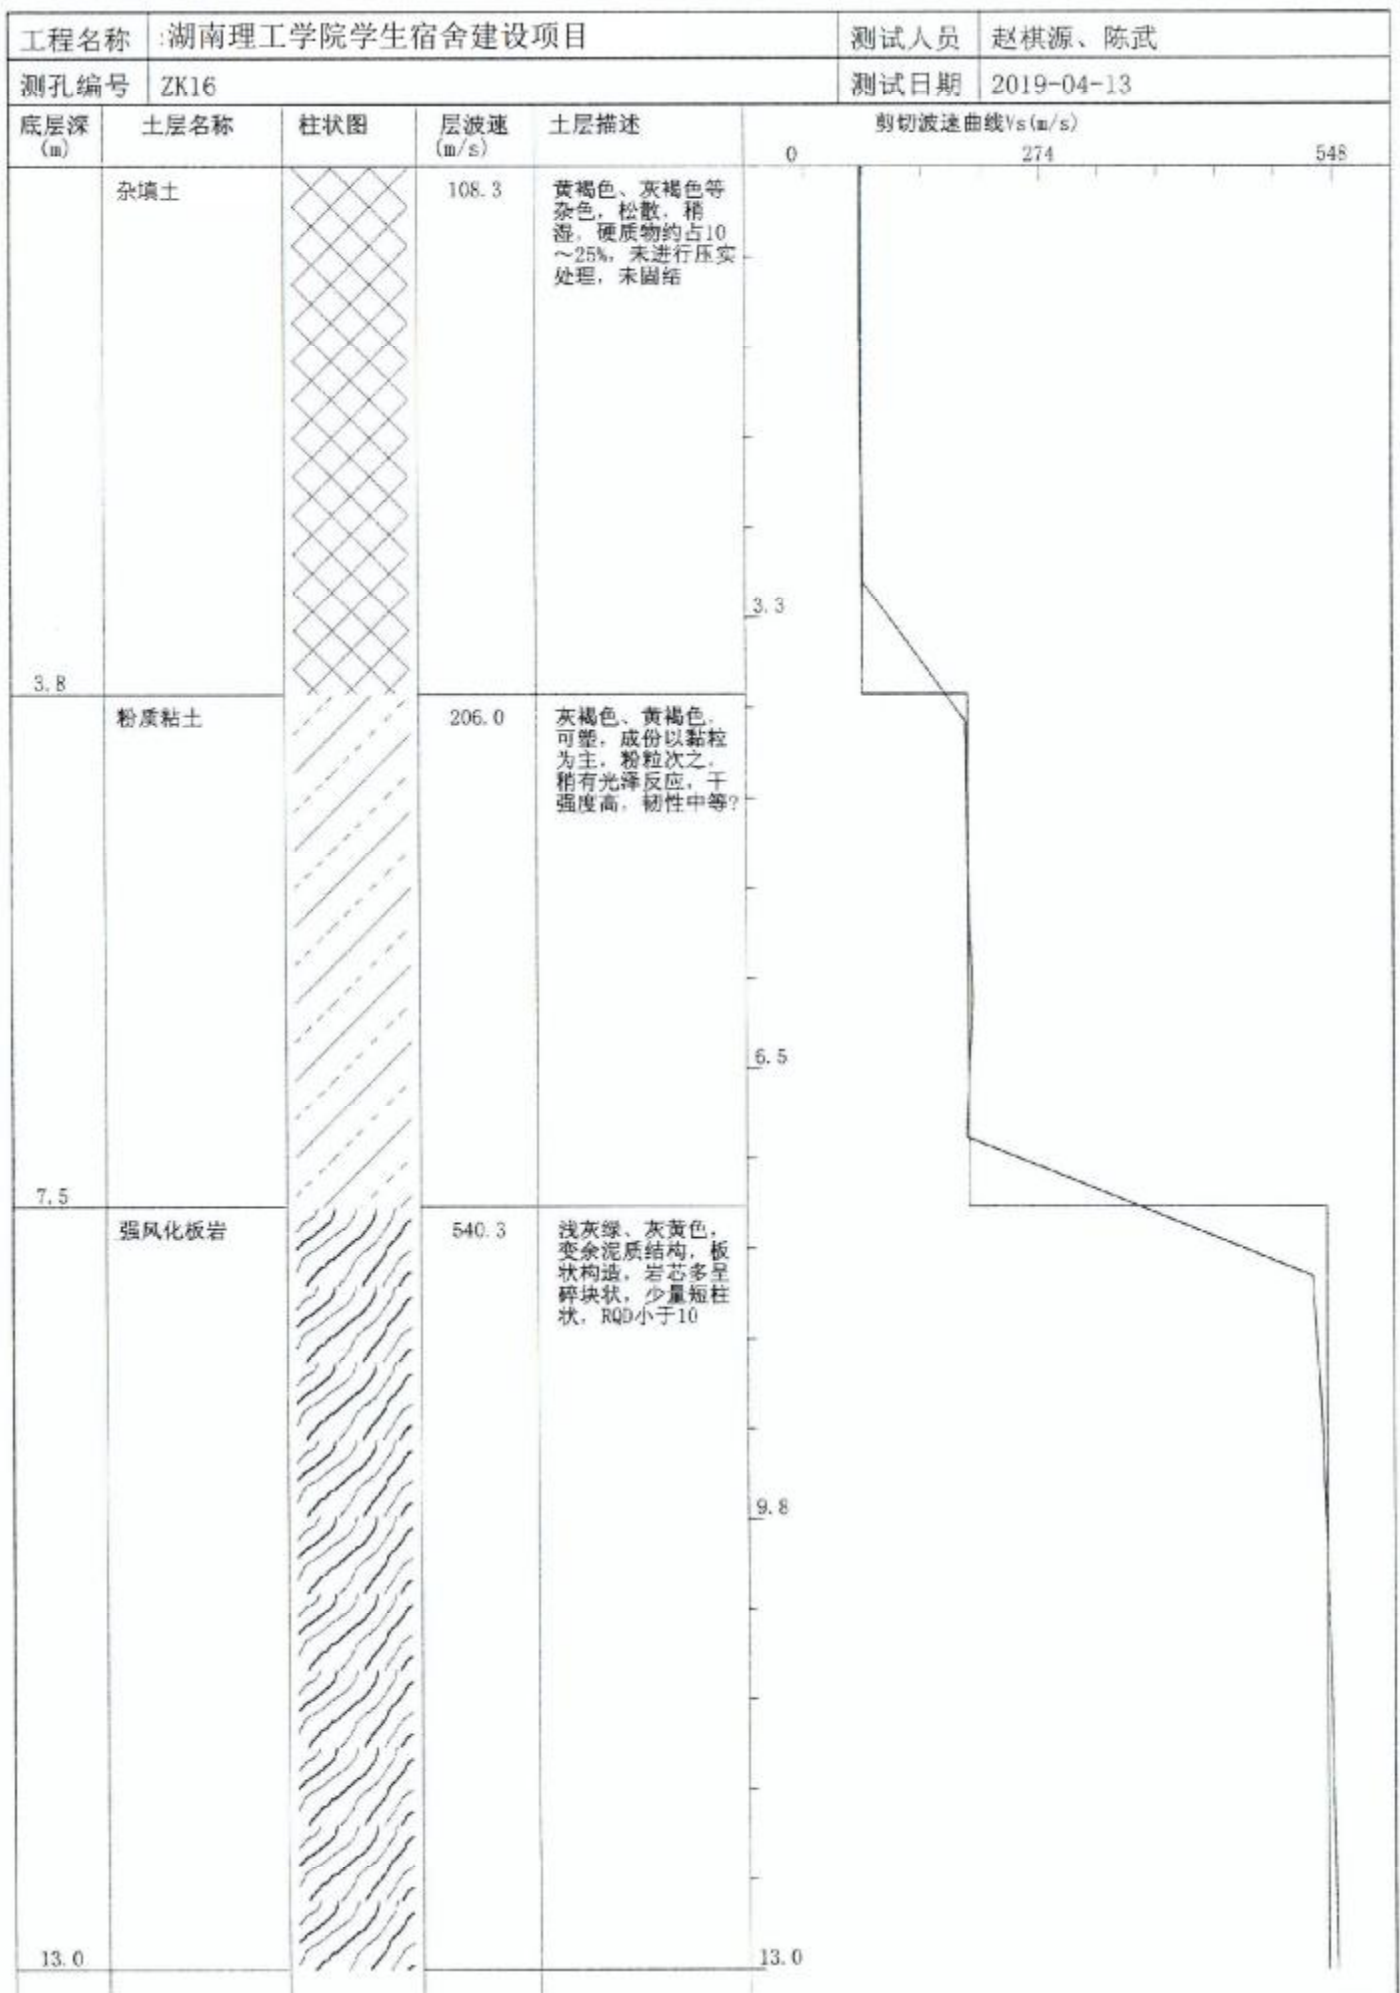 工程名称 :湖南理工学院学生宿舍建设项目 测试人员 赵棋源、陈武
测孔编号 ZK16 测试日期 2019-04-13
底层深 土层名称 柱状图 层波速 土层描述 剪切波速曲线Vs(m/s)
(m) (m/s)
0 274 548
杂填土 108.3 黄褐色、灰褐色等
杂色，松散，稍
湿，硬质物约占10
～25%，未进行压实
处理，未固结
3.3
3.8
粉质粘土 206.0 灰褐色、黄褐色，
可塑，成份以黏粒
为主，粉粒次之，
稍有光泽反应，干
强度高，韧性中等?
6.5
7.5
强风化板岩 540.3 浅灰绿、灰黄色，
变余泥质结构，板
状构造，岩芯多呈
碎块状，少量短柱
状，RQD小于10
9.8
13.0 13.0